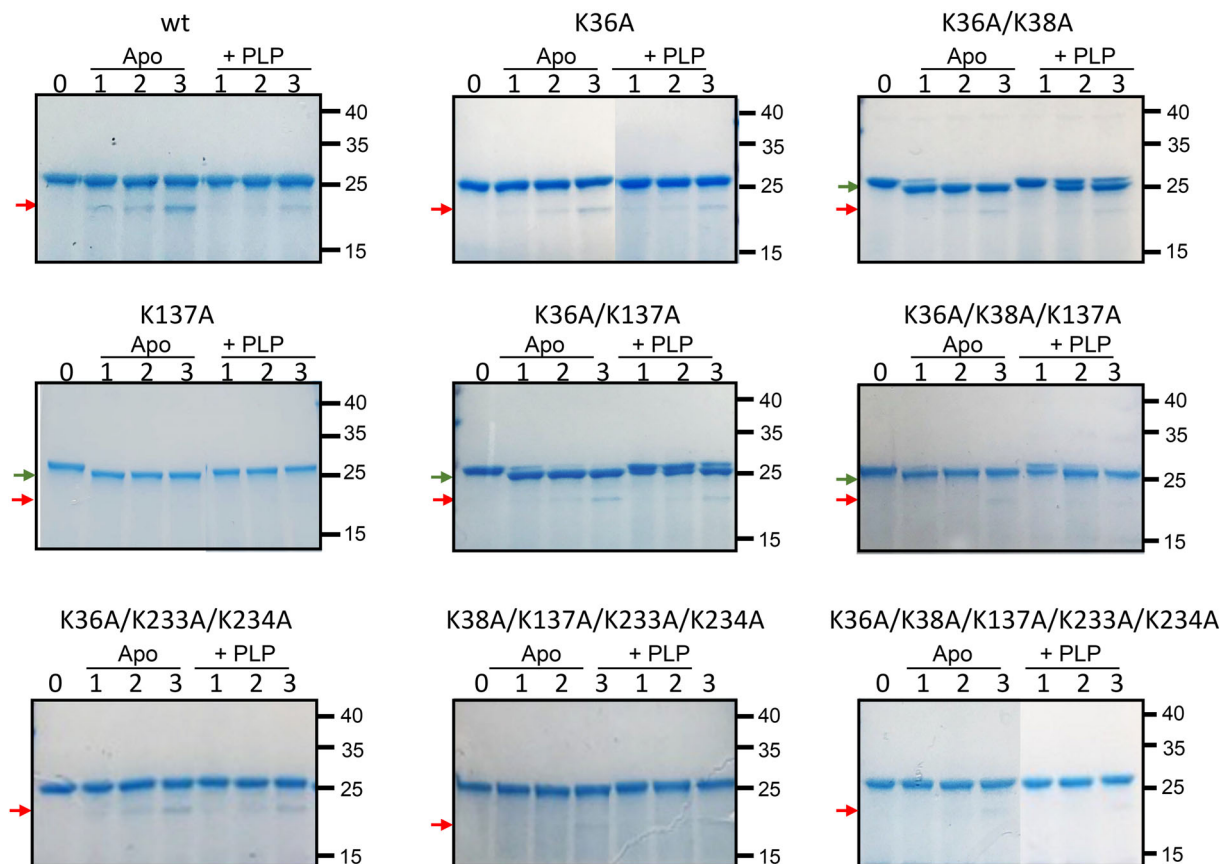 wt K36A K36A/K38A
Apo + PLP Apo + PLP Apo + PLP
0 1 2 3 1 2 3 0 1 2 3 1 2 3 0 1 2 3 1 2 3
40 40 40
35 35 35
25 25 25
15 15 15
K137A K36A/K137A K36A/K38A/K137A
Apo + PLP Apo + PLP Apo + PLP
0 1 2 3 1 2 3 0 1 2 3 1 2 3 0 1 2 3 1 2 3
40 40 40
35 35 35
25 25 25
15 15 15
K36A/K233A/K234A K38A/K137A/K233A/K234A K36A/K38A/K137A/K233A/K234A
Apo + PLP Apo + PLP Apo + PLP
0 1 2 3 1 2 3 0 1 2 3 1 2 3 0 1 2 3 1 2 3
40 40 40
35 35 35
25 25 25
15 15 15